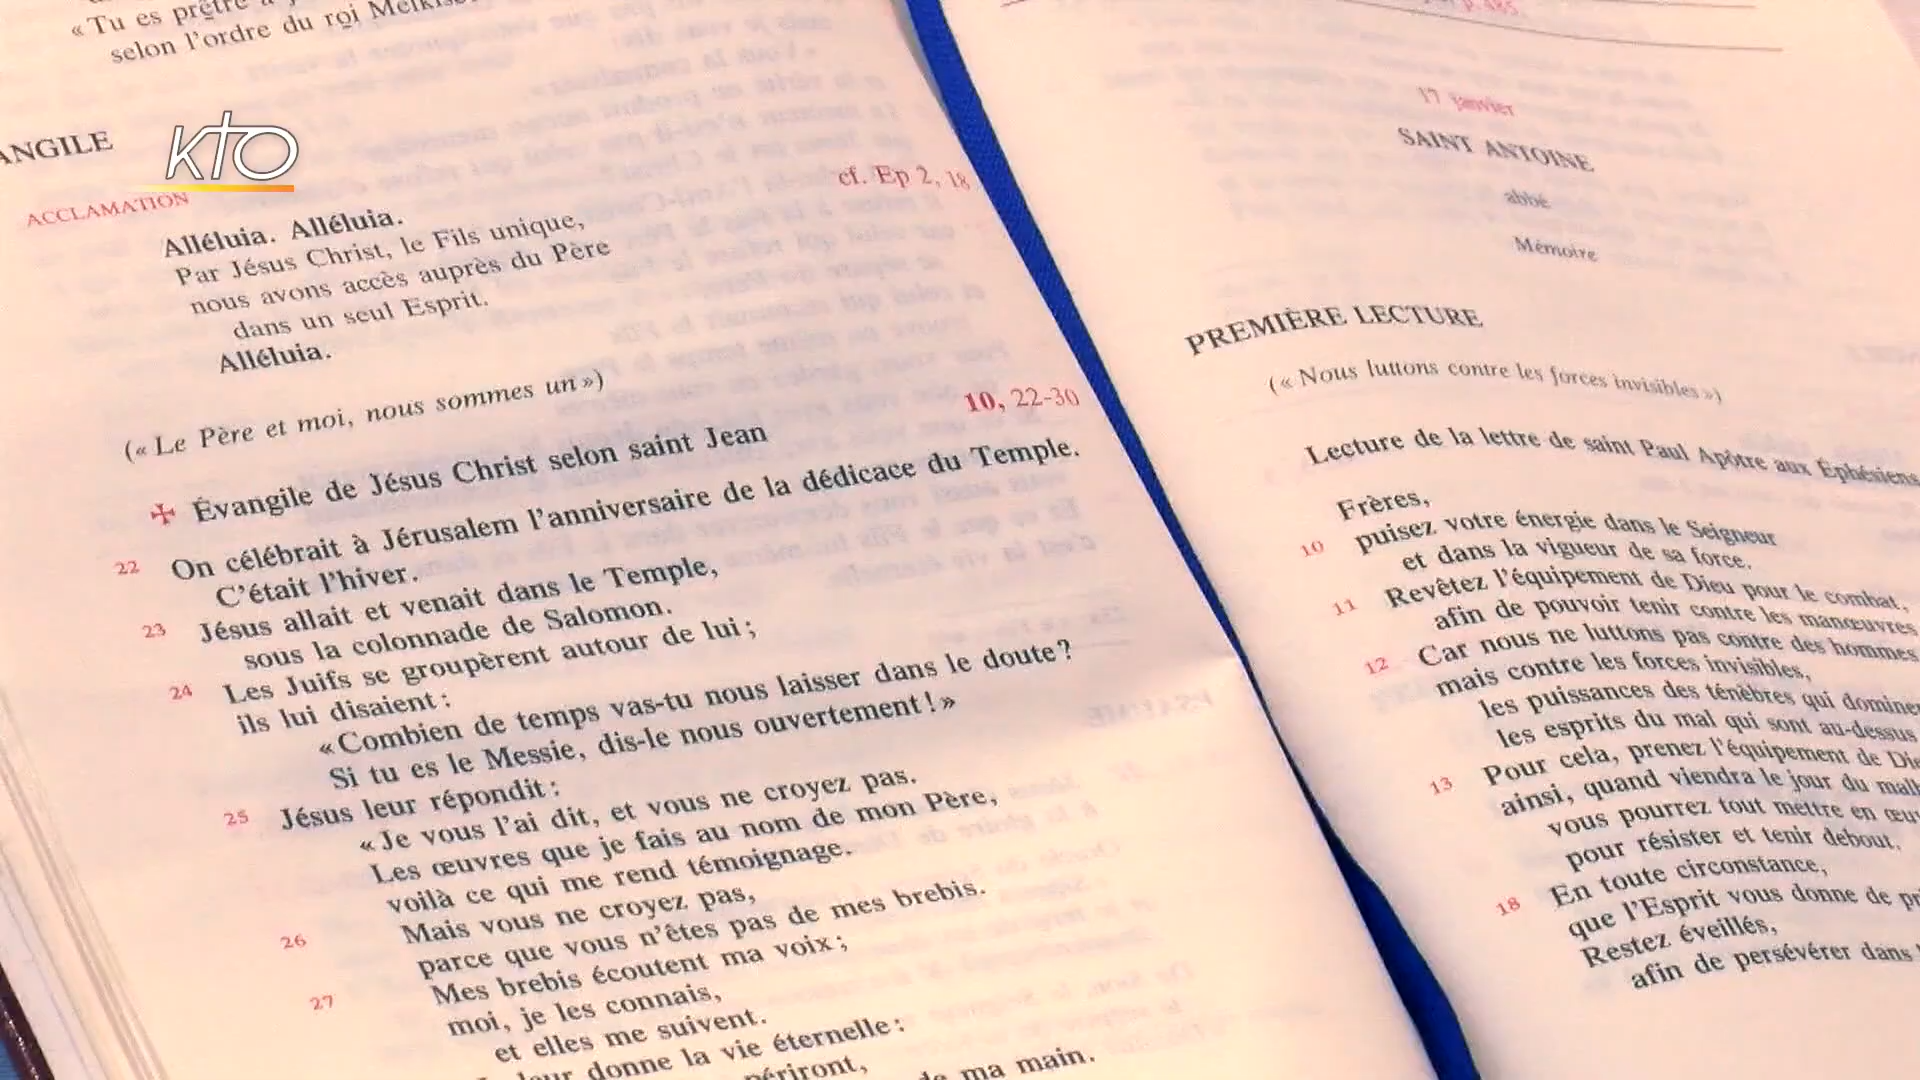 « Tu es prêtre à
selon l'ordre du roi
ANGILE
kto
ACCLAMATION
cf. Ep 2, 18
Alléluia. Alléluia.
Par Jésus Christ, le Fils unique,
nous avons accès auprès du Père
dans un seul Esprit.
Alléluia.
(« Le Père et moi, nous sommes un »)
10, 22-30
✠ Évangile de Jésus Christ selon saint Jean
22 On célébrait à Jérusalem l'anniversaire de la dédicace du Temple.
C'était l'hiver.
23 Jésus allait et venait dans le Temple,
sous la colonnade de Salomon.
24 Les Juifs se groupèrent autour de lui ;
ils lui disaient :
« Combien de temps vas-tu nous laisser dans le doute ?
Si tu es le Messie, dis-le nous ouvertement ! »
25 Jésus leur répondit :
« Je vous l'ai dit, et vous ne croyez pas.
Les œuvres que je fais au nom de mon Père,
voilà ce qui me rend témoignage.
26 Mais vous ne croyez pas,
parce que vous n'êtes pas de mes brebis.
27 Mes brebis écoutent ma voix ;
moi, je les connais,
et elles me suivent.
leur donne la vie éternelle :
périront,
de ma main.
p. 485
17 janvier
SAINT ANTOINE
abbé
Mémoire
PREMIÈRE LECTURE
(« Nous luttons contre les forces invisibles »)
Lecture de la lettre de saint Paul Apôtre aux Éphésiens
Frères,
10 puisez votre énergie dans le Seigneur
et dans la vigueur de sa force.
11 Revêtez l'équipement de Dieu pour le combat,
afin de pouvoir tenir contre les manœuvres
12 Car nous ne luttons pas contre des hommes
mais contre les forces invisibles,
les puissances des ténèbres qui dominen
les esprits du mal qui sont au-dessus
13 Pour cela, prenez l'équipement de Die
ainsi, quand viendra le jour du malh
vous pourrez tout mettre en œuv
pour résister et tenir debout.
18 En toute circonstance,
que l'Esprit vous donne de pri
Restez éveillés,
afin de persévérer dans